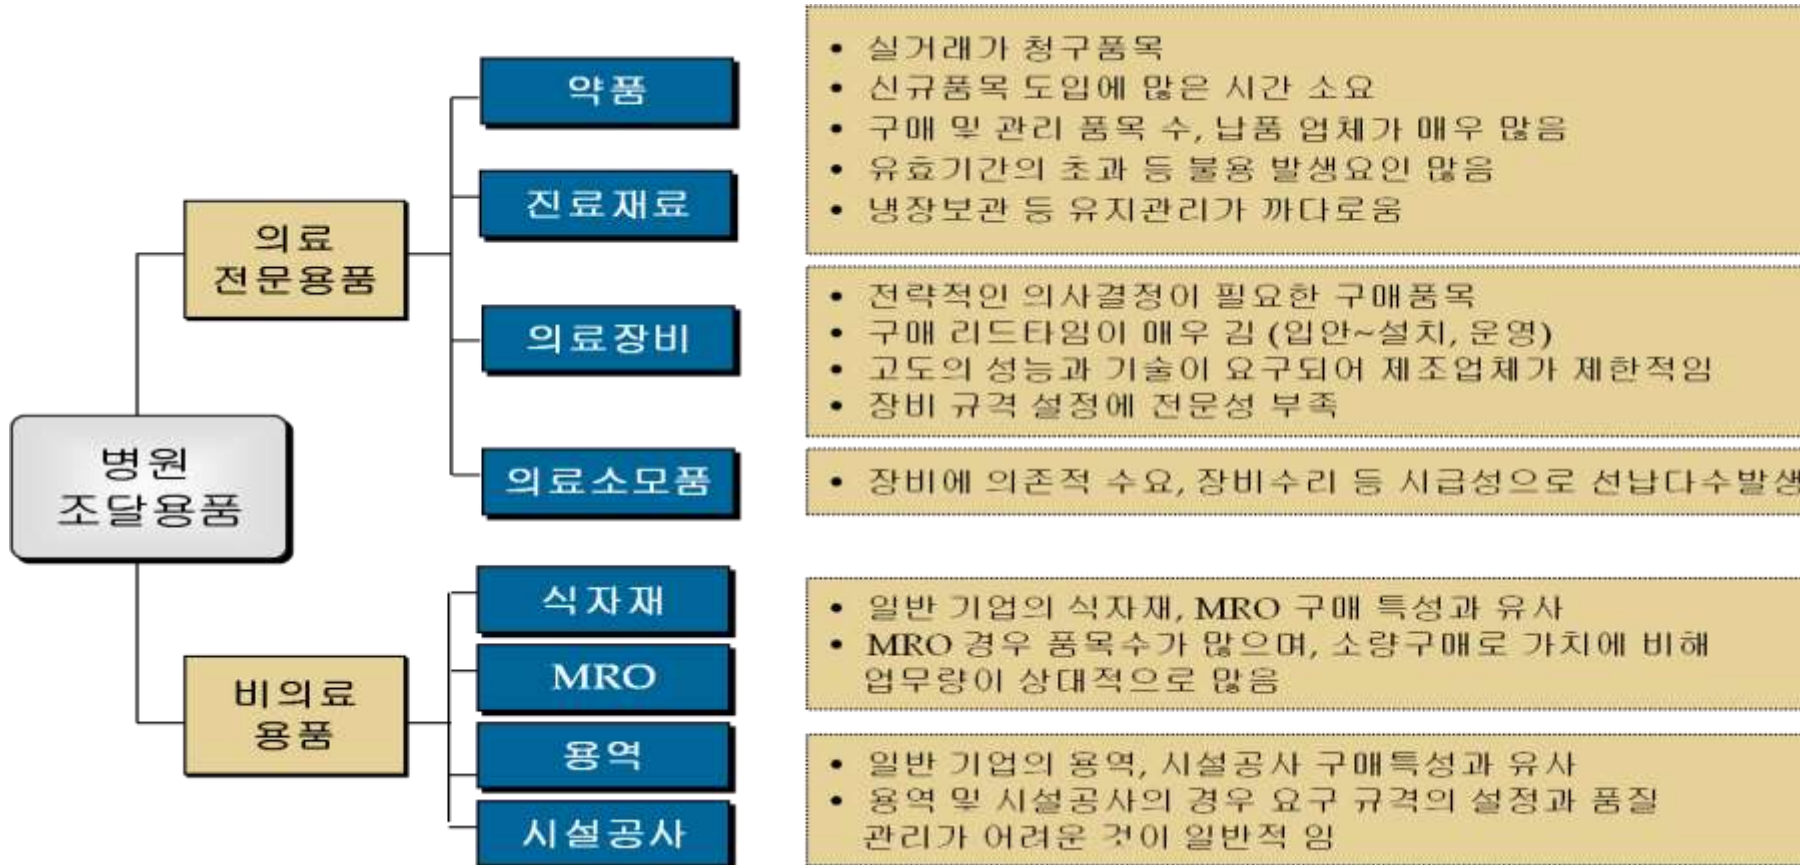 병원
조달용품
의료
전문용품
약품
진료재료
• 실거래가 청구품목
• 신규품목 도입에 많은 시간 소요
• 구매 및 관리 품목 수, 납품 업체가 매우 많음
• 유효기간의 초과 등 불용 발생요인 많음
• 냉장보관 등 유지관리가 까다로움
의료장비
• 전략적인 의사결정이 필요한 구매품목
• 구매 리드타임이 매우 김 (입안~설치, 운영)
• 고도의 성능과 기술이 요구되어 제조업체가 제한적임
• 장비 규격 설정에 전문성 부족
의료소모품
• 장비에 의존적 수요, 장비수리 등 시급성으로 선납다수발생
비의료
용품
식자재
MRO
• 일반 기업의 식자재, MRO 구매 특성과 유사
• MRO 경우 품목수가 많으며, 소량구매로 가치에 비해
업무량이 상대적으로 많음
용역
시설공사
• 일반 기업의 용역, 시설공사 구매특성과 유사
• 용역 및 시설공사의 경우 요구 규격의 설정과 품질
관리가 어려운 것이 일반적 임